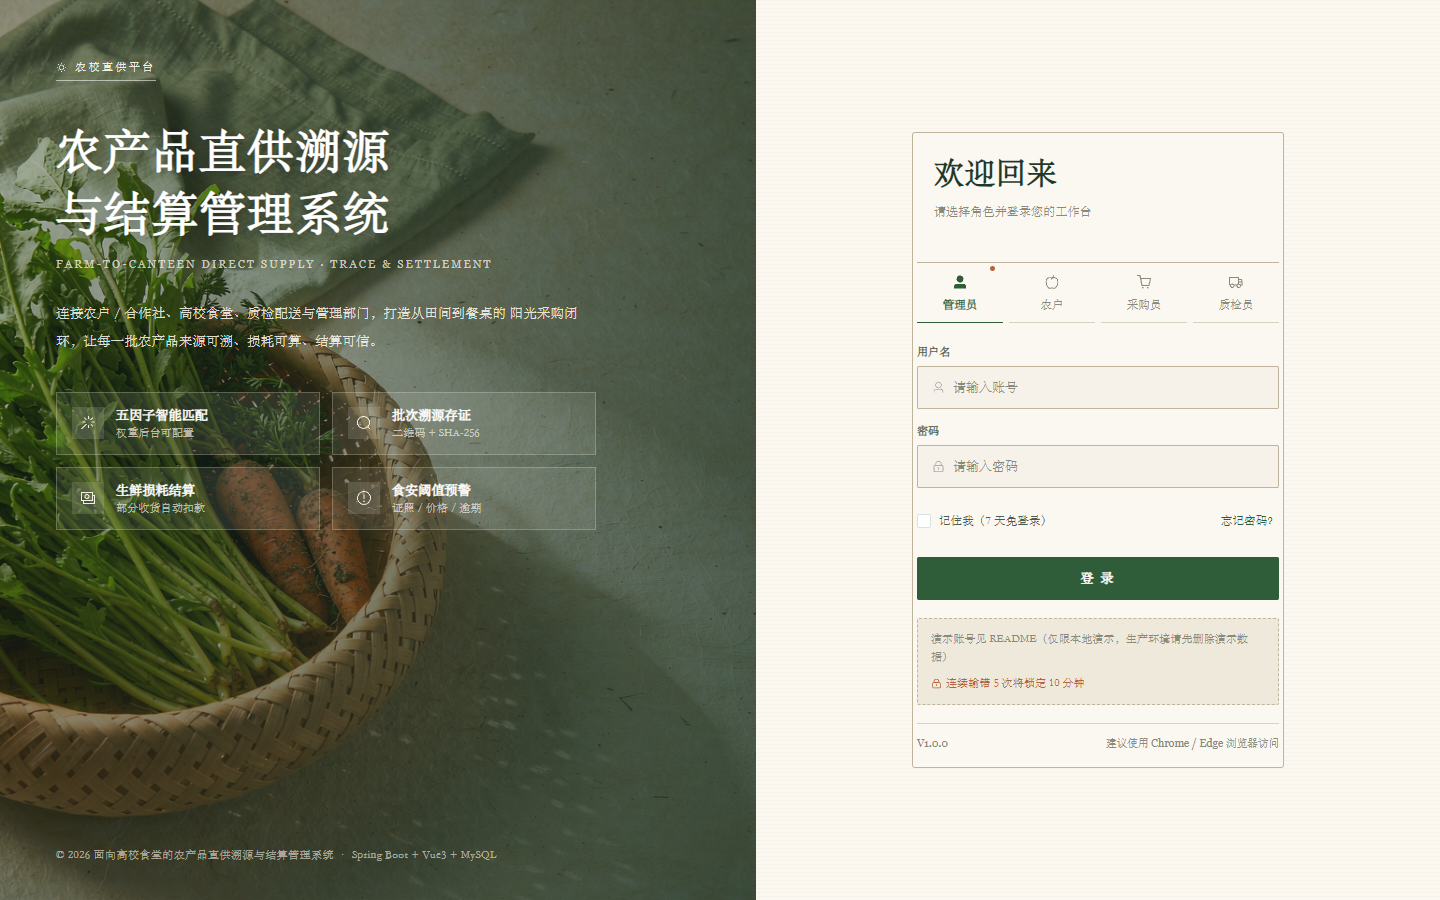 农校直供平台
农产品直供溯源
与结算管理系统
FARM-TO-CANTEEN DIRECT SUPPLY · TRACE & SETTLEMENT
连接农户 / 合作社、高校食堂、质检配送与管理部门，打造从田间到餐桌的 阳光采购闭
环，让每一批农产品来源可溯、损耗可算、结算可信。
五因子智能匹配
权重后台可配置
批次溯源存证
二维码 + SHA-256
生鲜损耗结算
部分收货自动扣款
食安阈值预警
证照 / 价格 / 逾期
© 2026 面向高校食堂的农产品直供溯源与结算管理系统 · Spring Boot + Vue3 + MySQL
欢迎回来
请选择角色并登录您的工作台
管理员
农户
采购员
质检员
用户名
请输入账号
密码
请输入密码
记住我（7 天免登录）
忘记密码?
登 录
演示账号见 README（仅限本地演示，生产环境请先删除演示数
据）
连续输错 5 次将锁定 10 分钟
V1.0.0
建议使用 Chrome / Edge 浏览器访问